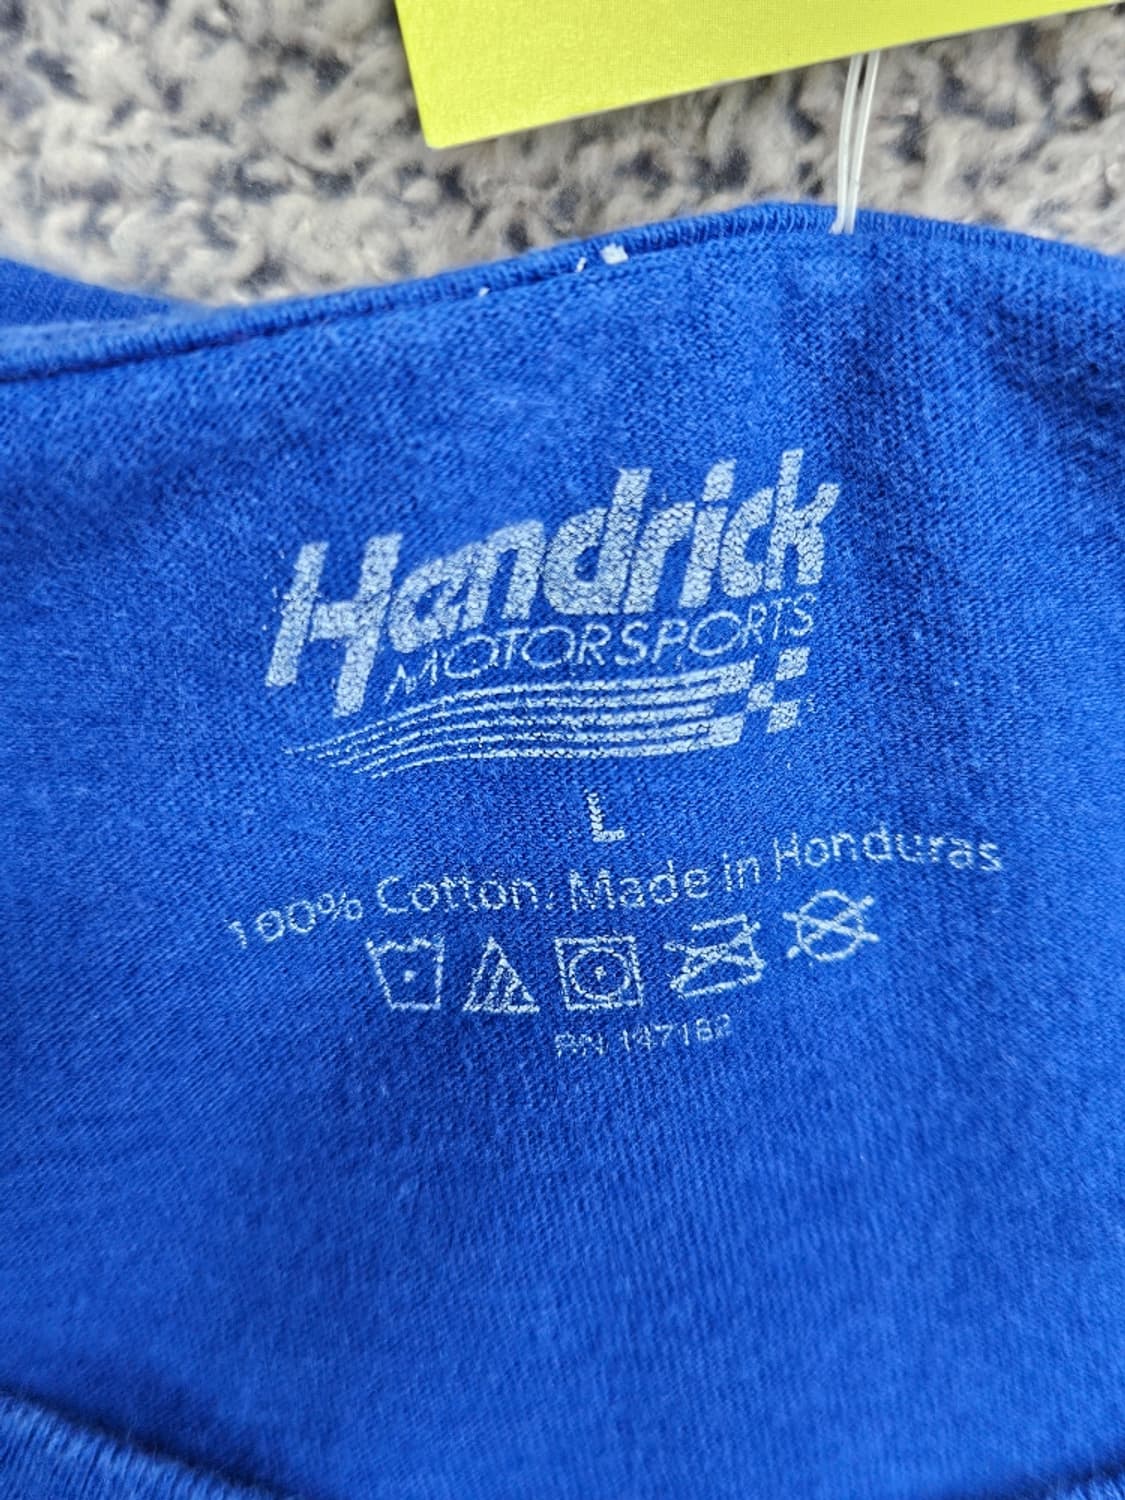 Hendrick
MOTORSPORTS
L
100% Cotton, Made in Honduras
RN 147182